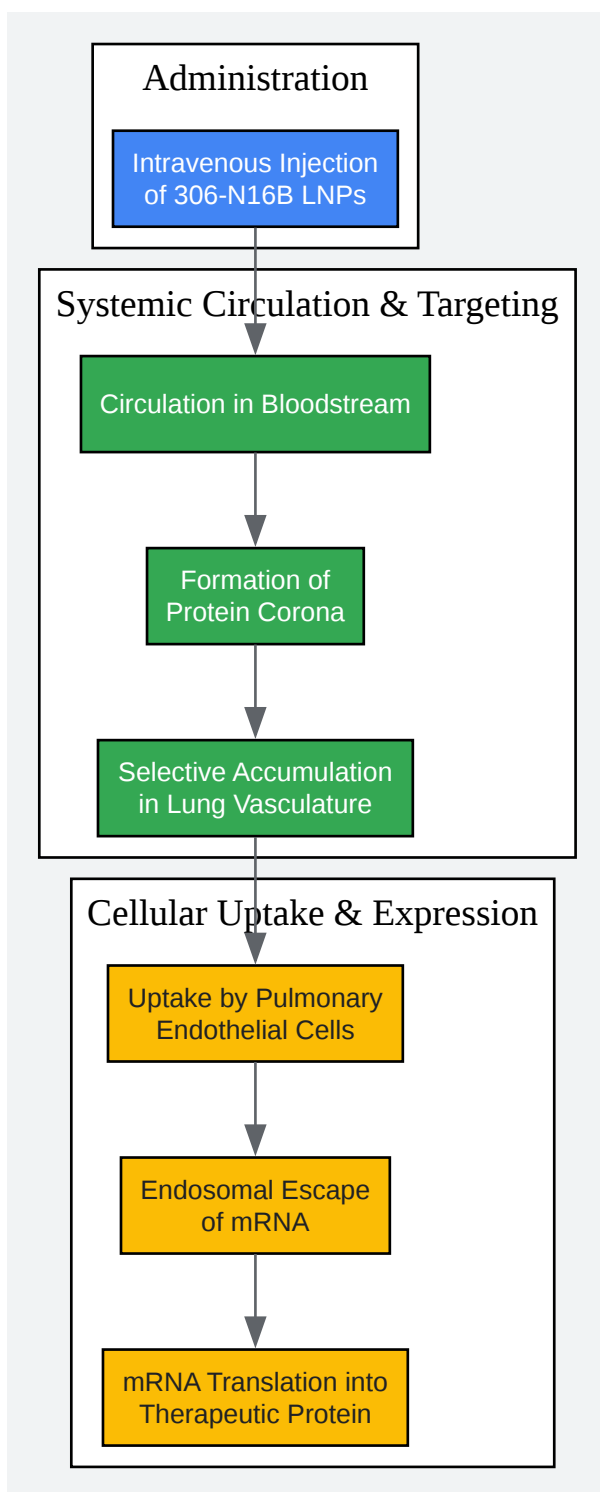 Administration
Intravenous Injection
of 306-N16B LNPs
Systemic Circulation & Targeting
Circulation in Bloodstream
Formation of
Protein Corona
Selective Accumulation
in Lung Vasculature
Cellular Uptake & Expression
Uptake by Pulmonary
Endothelial Cells
Endosomal Escape
of mRNA
mRNA Translation into
Therapeutic Protein